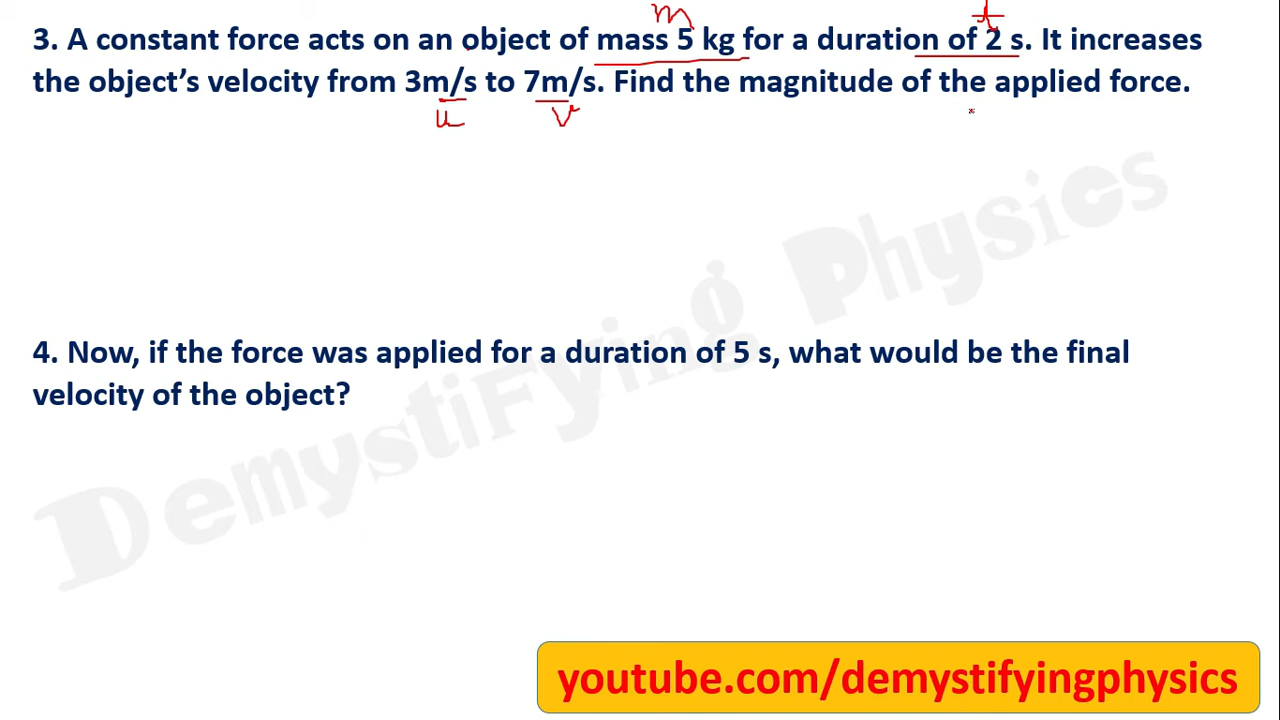 m t
3. A constant force acts on an object of mass 5 kg for a duration of 2 s. It increases
the object’s velocity from 3m/s to 7m/s. Find the magnitude of the applied force.
u v
Demystifying Physics
4. Now, if the force was applied for a duration of 5 s, what would be the final
velocity of the object?
youtube.com/demystifyingphysics